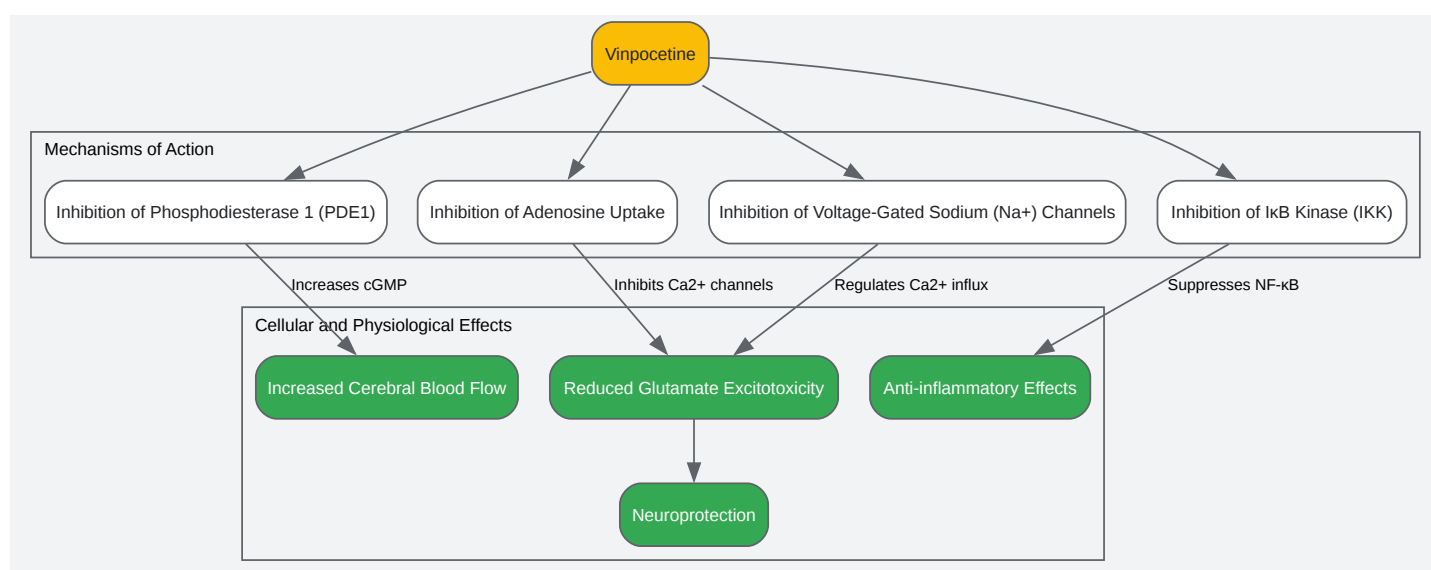 Vinpocetine
Mechanisms of Action
Inhibition of Phosphodiesterase 1 (PDE1)
Inhibition of Adenosine Uptake
Inhibition of Voltage-Gated Sodium (Na+) Channels
Inhibition of IκB Kinase (IKK)
Increases cGMP
Inhibits Ca2+ channels
Regulates Ca2+ influx
Suppresses NF-κB
Cellular and Physiological Effects
Increased Cerebral Blood Flow
Reduced Glutamate Excitotoxicity
Anti-inflammatory Effects
Neuroprotection